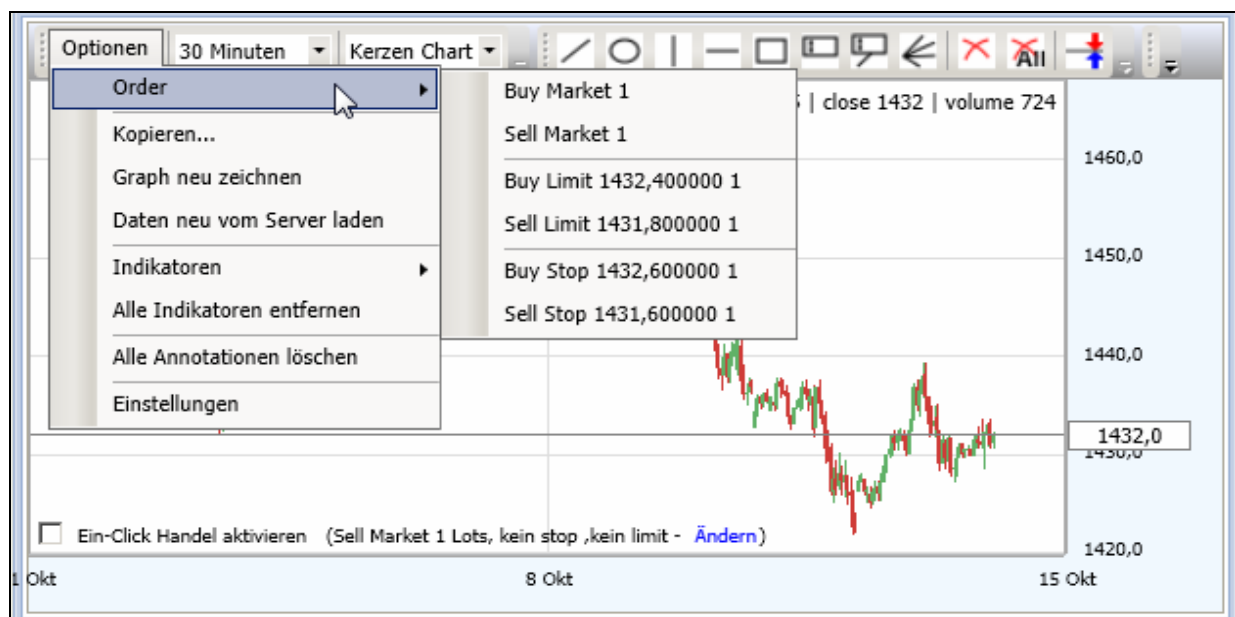 Optionen 30 Minuten Kerzen Chart All
Order
Kopieren...
Graph neu zeichnen
Daten neu vom Server laden
Indikatoren
Alle Indikatoren entfernen
Alle Annotationen löschen
Einstellungen
Buy Market 1
Sell Market 1
Buy Limit 1432,400000 1
Sell Limit 1431,800000 1
Buy Stop 1432,600000 1
Sell Stop 1431,600000 1
| close 1432 | volume 724
1460,0
1450,0
1440,0
1432,0
1430,0
1420,0
Ein-Click Handel aktivieren (Sell Market 1 Lots, kein stop ,kein limit - Ändern)
1 Okt 8 Okt 15 Okt